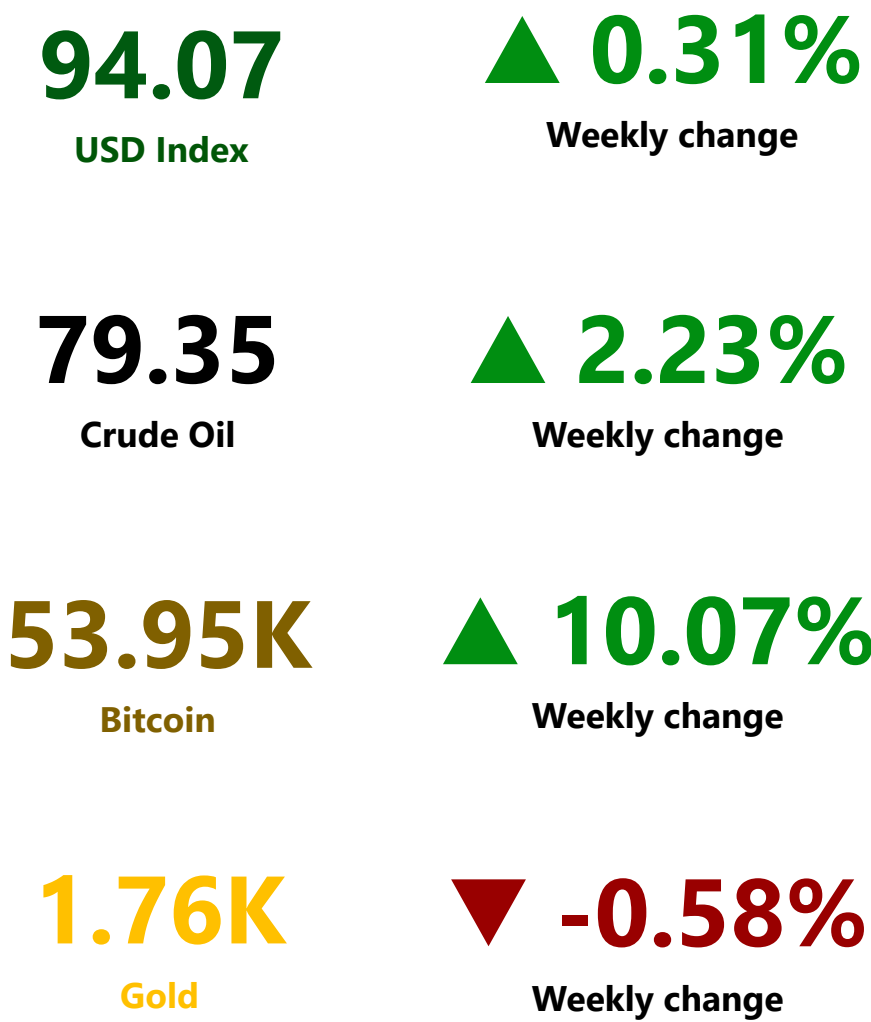 94.07
▲ 0.31%
USD Index
Weekly change
79.35
▲ 2.23%
Crude Oil
Weekly change
53.95K
▲ 10.07%
Bitcoin
Weekly change
1.76K
▼ -0.58%
Gold
Weekly change